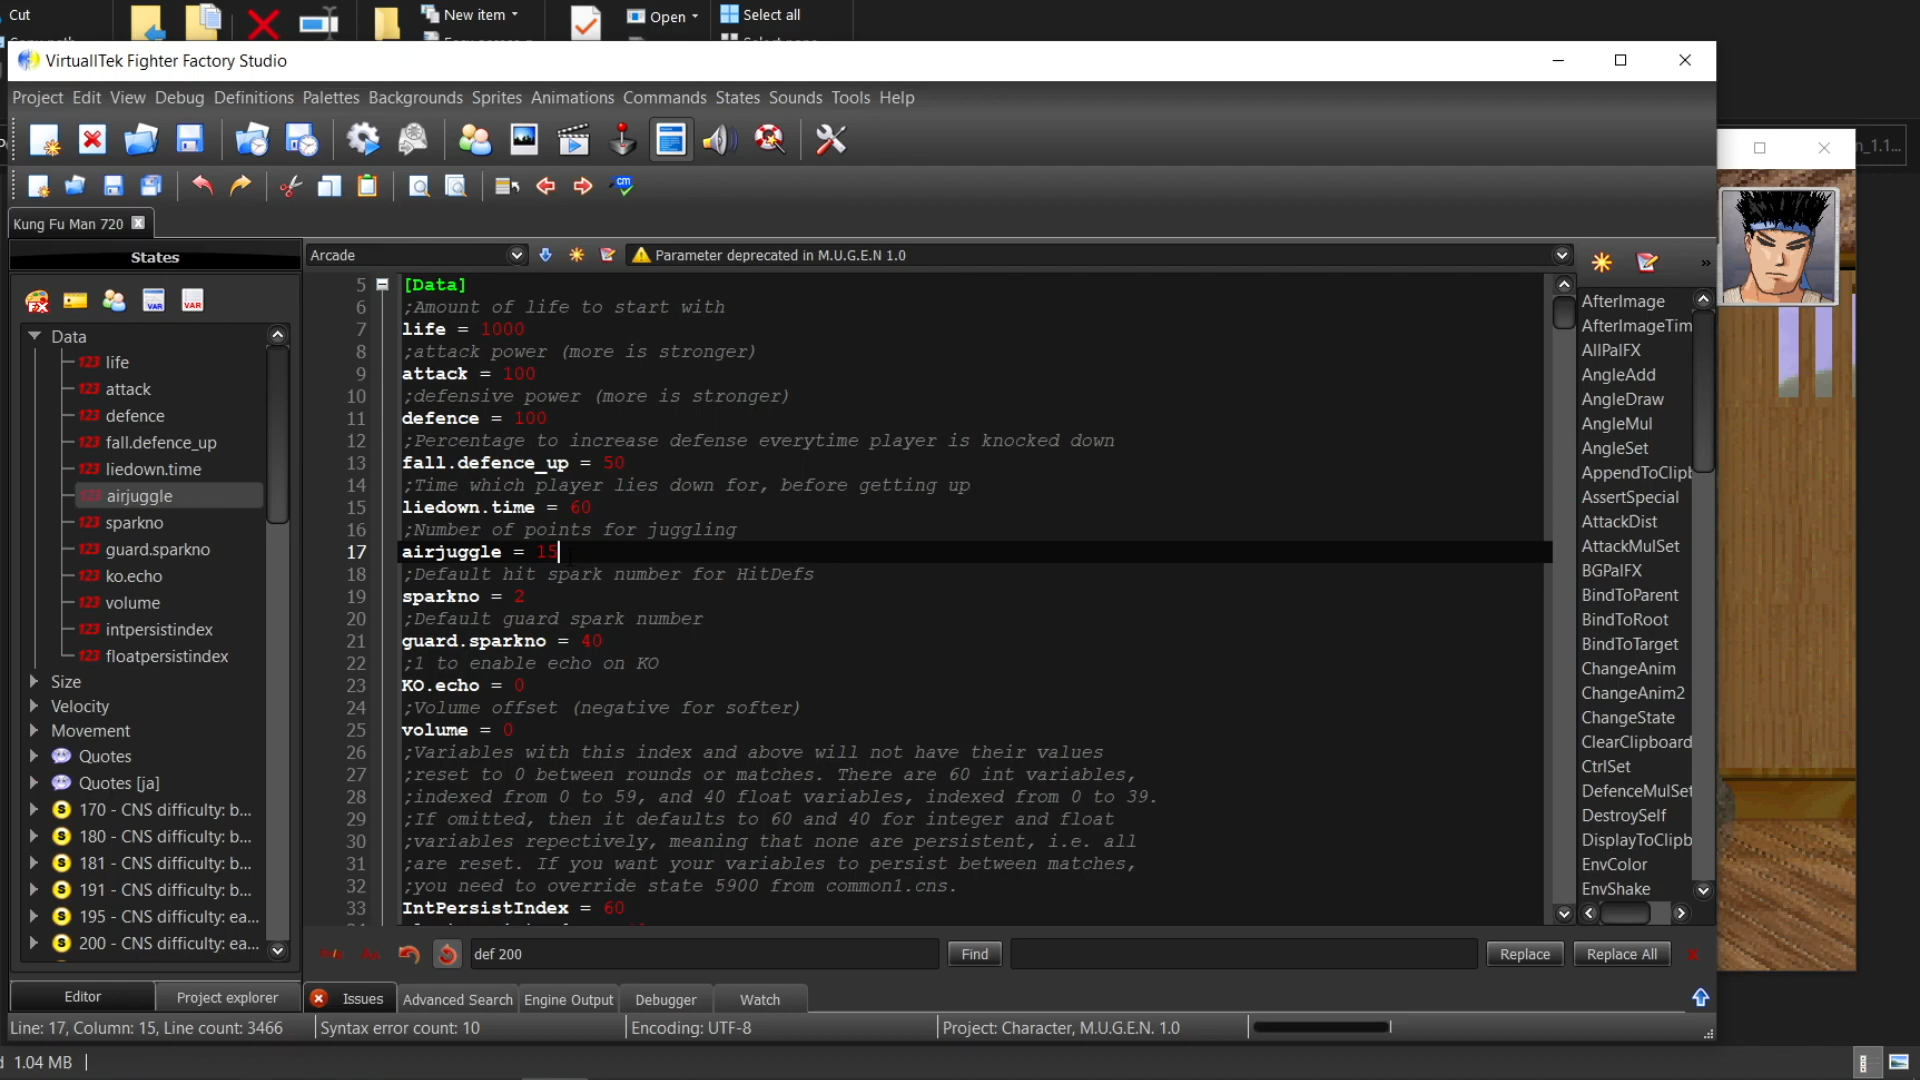 Cut
New item
Open
Select all
VirtuallTek Fighter Factory Studio
Project Edit View Debug Definitions Palettes Backgrounds Sprites Animations Commands States Sounds Tools Help
Kung Fu Man 720
n_1.1...
States
Arcade
Parameter deprecated in M.U.G.E.N 1.0
VAR VAR
Data
123 life
123 attack
123 defence
123 fall.defence_up
123 liedown.time
123 airjuggle
123 sparkno
123 guard.sparkno
123 ko.echo
123 volume
123 intpersistindex
123 floatpersistindex
Size
Velocity
Movement
Quotes
Quotes [ja]
S 170 - CNS difficulty: b...
S 180 - CNS difficulty: b...
S 181 - CNS difficulty: b...
S 191 - CNS difficulty: b...
S 195 - CNS difficulty: ea...
S 200 - CNS difficulty: ea...
5 [Data]
6 ;Amount of life to start with
7 life = 1000
8 ;attack power (more is stronger)
9 attack = 100
10 ;defensive power (more is stronger)
11 defence = 100
12 ;Percentage to increase defense everytime player is knocked down
13 fall.defence_up = 50
14 ;Time which player lies down for, before getting up
15 liedown.time = 60
16 ;Number of points for juggling
17 airjuggle = 15
18 ;Default hit spark number for HitDefs
19 sparkno = 2
20 ;Default guard spark number
21 guard.sparkno = 40
22 ;1 to enable echo on KO
23 KO.echo = 0
24 ;Volume offset (negative for softer)
25 volume = 0
26 ;Variables with this index and above will not have their values
27 ;reset to 0 between rounds or matches. There are 60 int variables,
28 ;indexed from 0 to 59, and 40 float variables, indexed from 0 to 39.
29 ;If omitted, then it defaults to 60 and 40 for integer and float
30 ;variables repectively, meaning that none are persistent, i.e. all
31 ;are reset. If you want your variables to persist between matches,
32 ;you need to override state 5900 from common1.cns.
33 IntPersistIndex = 60
AfterImage
AfterImageTim
AllPalFX
AngleAdd
AngleDraw
AngleMul
AngleSet
AppendToClipb
AssertSpecial
AttackDist
AttackMulSet
BGPalFX
BindToParent
BindToRoot
BindToTarget
ChangeAnim
ChangeAnim2
ChangeState
ClearClipboard
CtrlSet
DefenceMulSet
DestroySelf
DisplayToClipb
EnvColor
EnvShake
def 200
Find
Replace
Replace All
Editor
Project explorer
Issues
Advanced Search
Engine Output
Debugger
Watch
Line: 17, Column: 15, Line count: 3466
Syntax error count: 10
Encoding: UTF-8
Project: Character, M.U.G.E.N. 1.0
1.04 MB